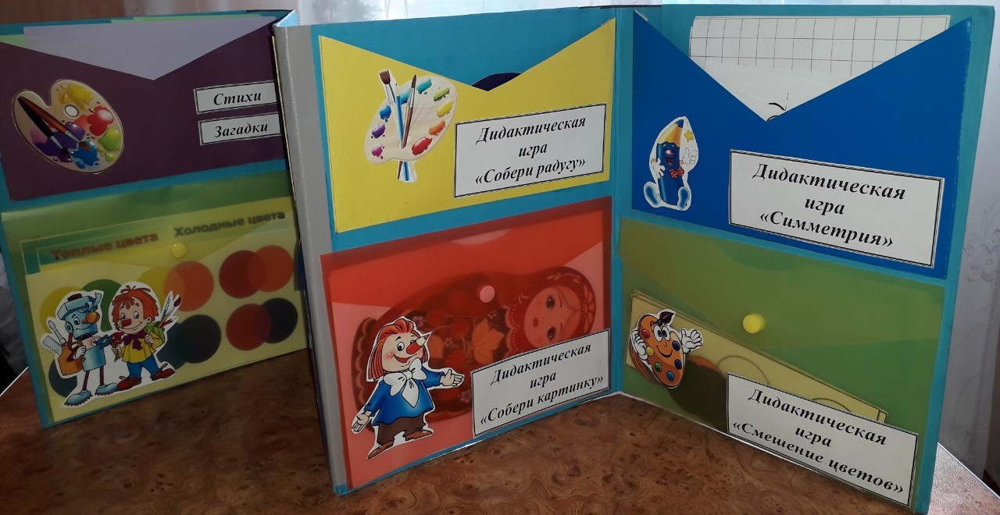 Стихи
Загадки
Теплые цвета
Холодные цвета
Дидактическая
игра
«Собери радугу»
Дидактическая
игра
«Собери картинку»
Дидактическая
игра
«Симметрия»
Дидактическая
игра
«Смешение цветов»